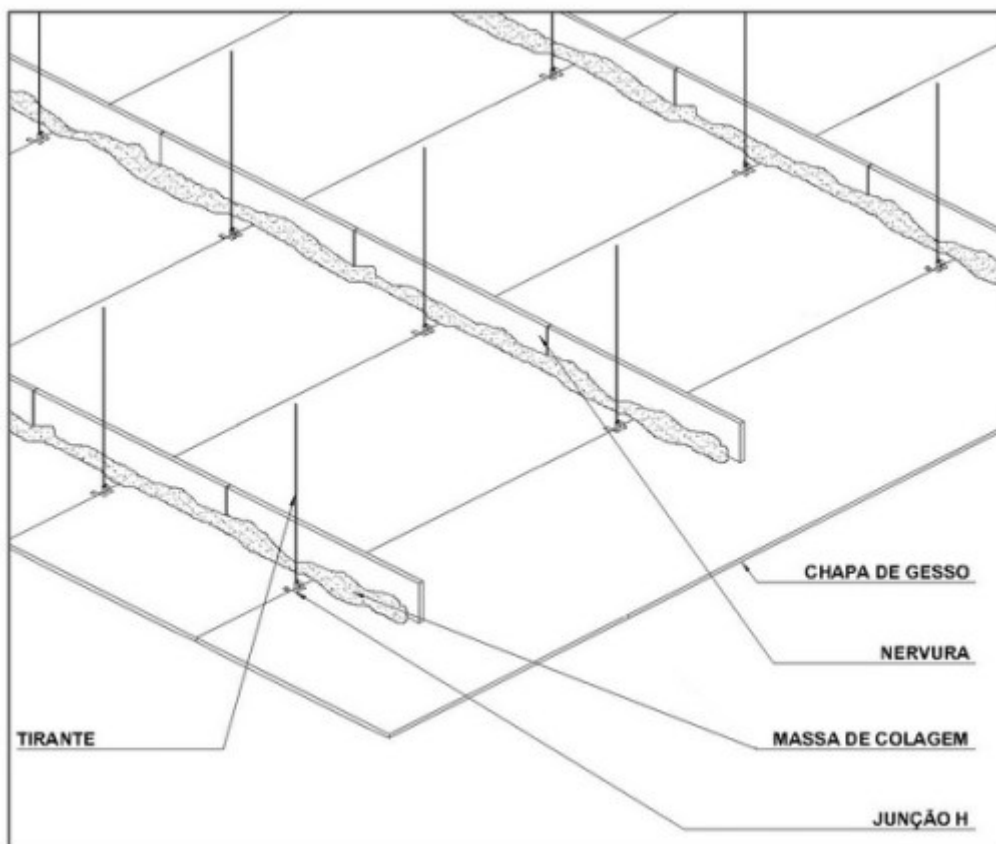 CHAPA DE GESSO
NERVURA
TIRANTE
MASSA DE COLAGEM
JUNÇÃO H